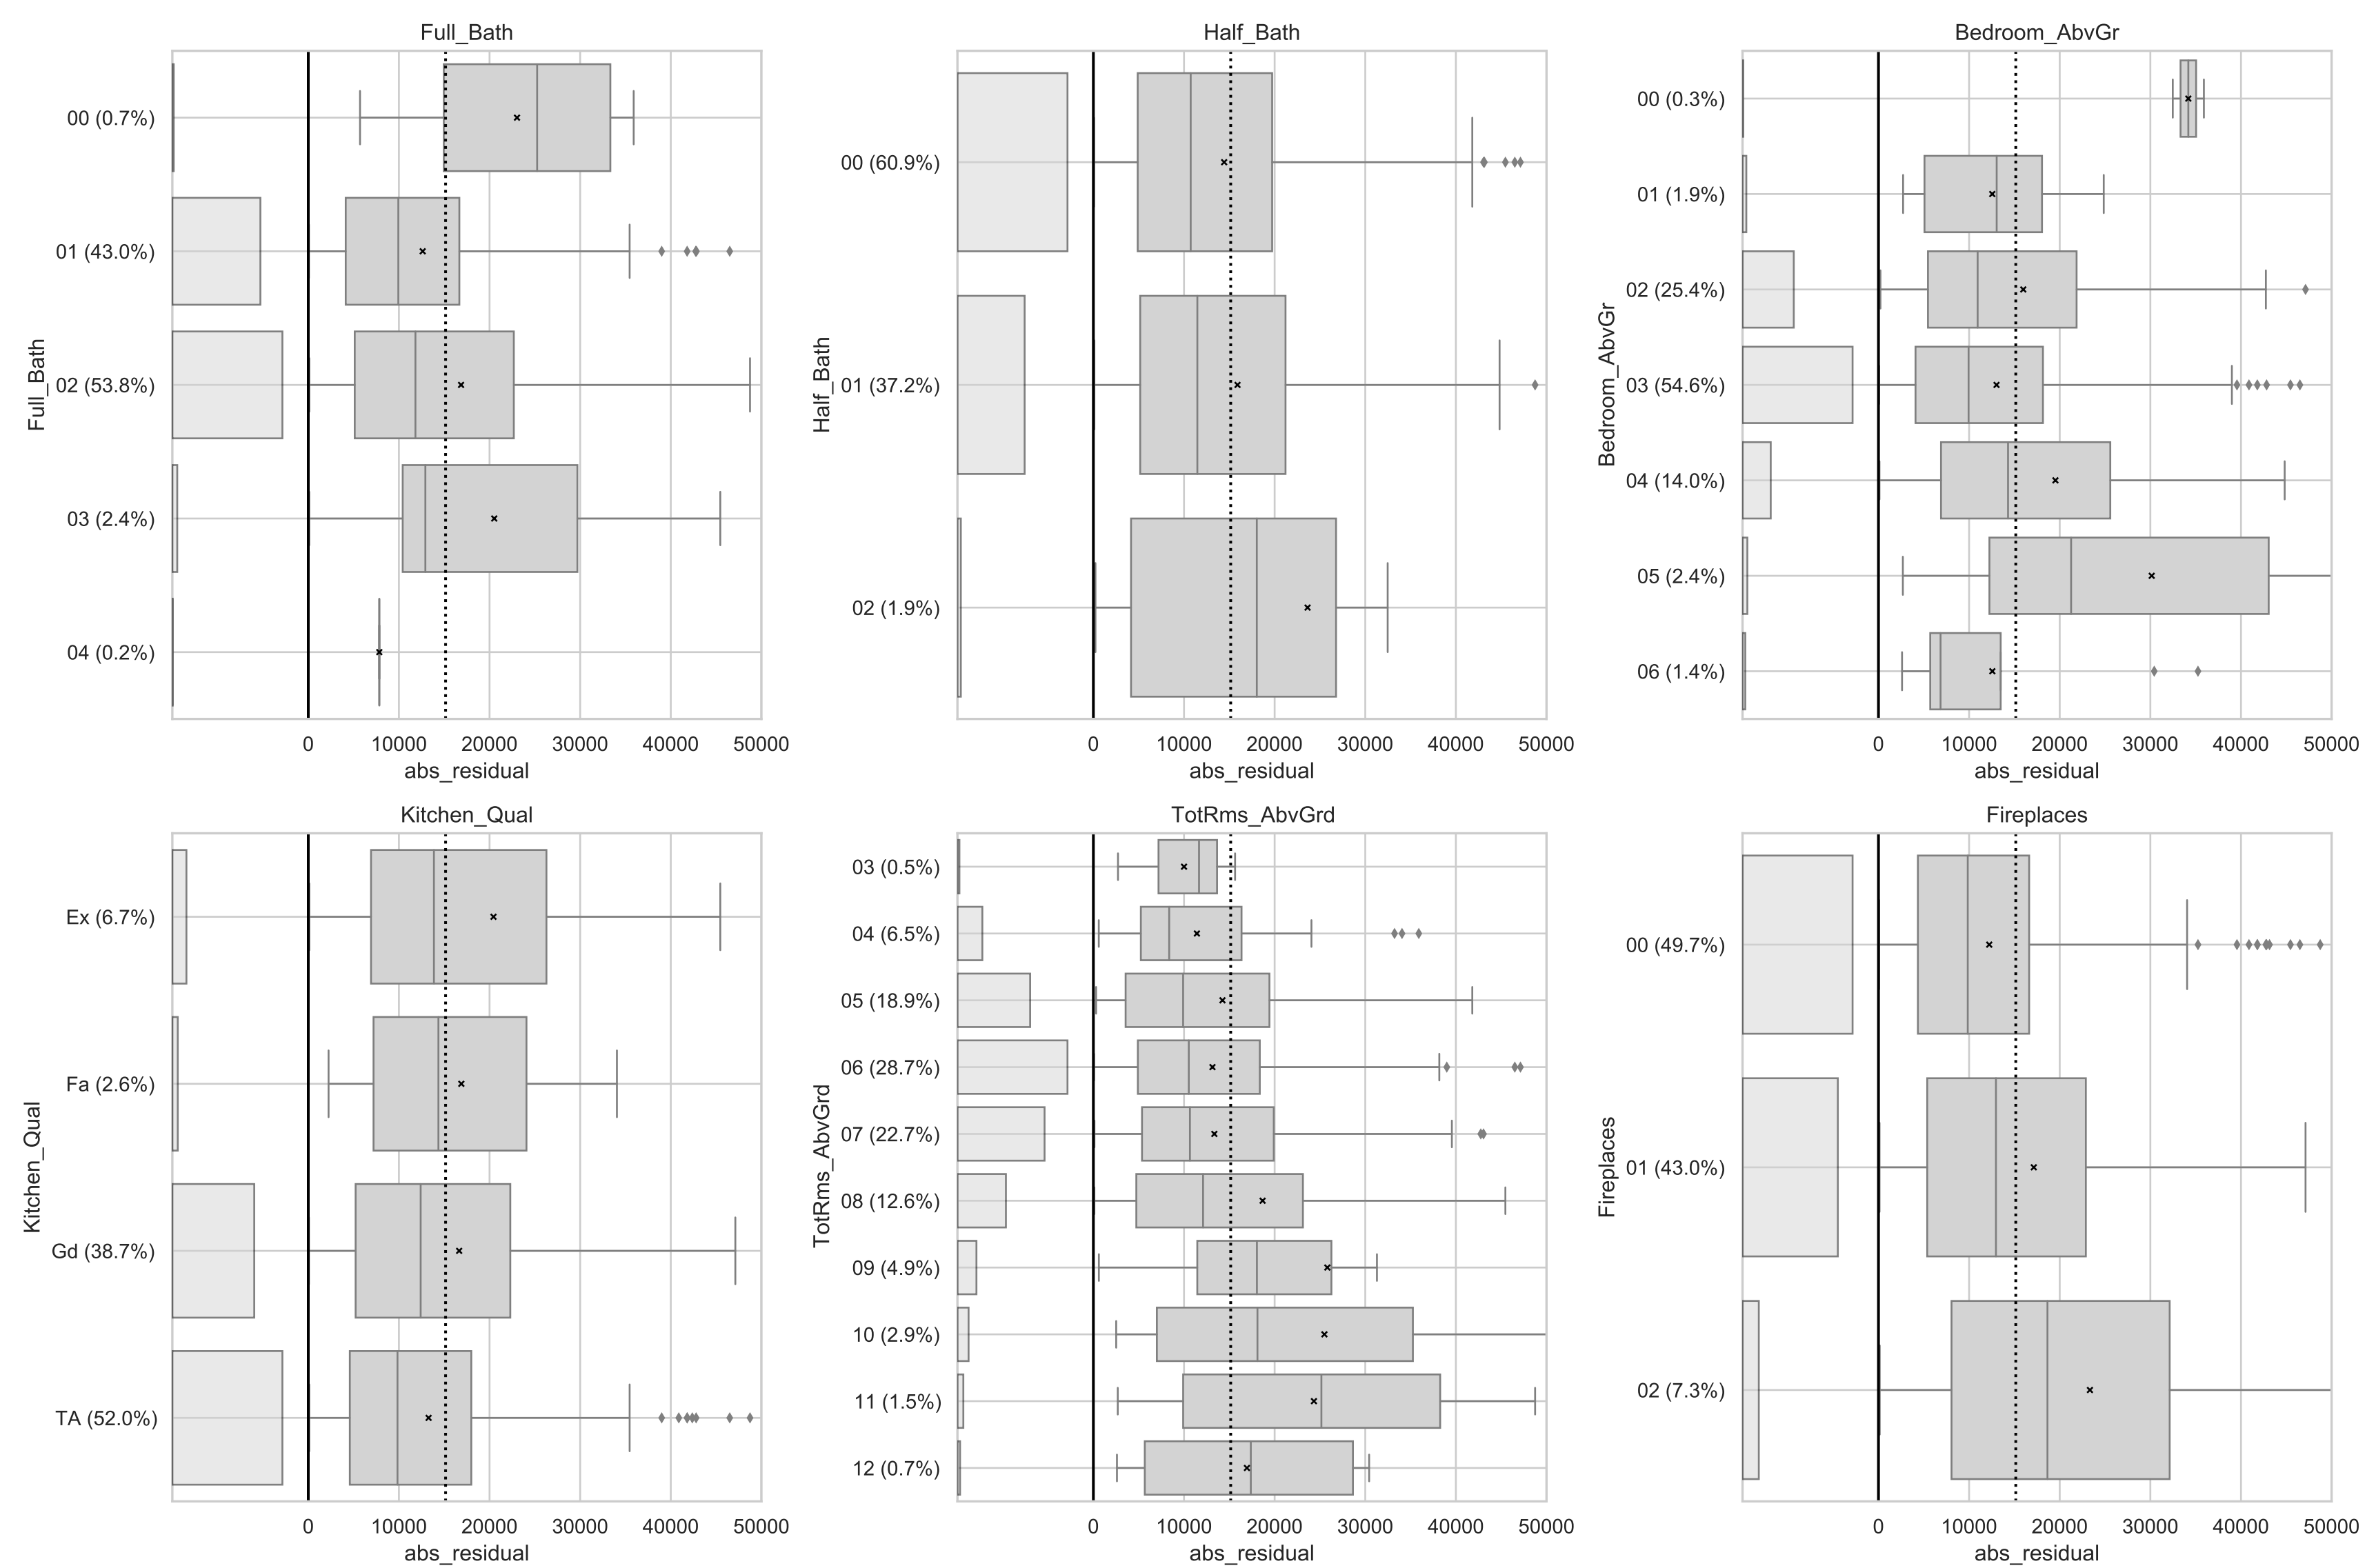 Full_Bath
Full_Bath
00 (0.7%)
01 (43.0%)
02 (53.8%)
03 (2.4%)
04 (0.2%)
0 10000 20000 30000 40000 50000
abs_residual
Half_Bath
Half_Bath
00 (60.9%)
01 (37.2%)
02 (1.9%)
0 10000 20000 30000 40000 50000
abs_residual
Bedroom_AbvGr
Bedroom_AbvGr
00 (0.3%)
01 (1.9%)
02 (25.4%)
03 (54.6%)
04 (14.0%)
05 (2.4%)
06 (1.4%)
0 10000 20000 30000 40000 50000
abs_residual
Kitchen_Qual
Kitchen_Qual
Ex (6.7%)
Fa (2.6%)
Gd (38.7%)
TA (52.0%)
0 10000 20000 30000 40000 50000
abs_residual
TotRms_AbvGrd
TotRms_AbvGrd
03 (0.5%)
04 (6.5%)
05 (18.9%)
06 (28.7%)
07 (22.7%)
08 (12.6%)
09 (4.9%)
10 (2.9%)
11 (1.5%)
12 (0.7%)
0 10000 20000 30000 40000 50000
abs_residual
Fireplaces
Fireplaces
00 (49.7%)
01 (43.0%)
02 (7.3%)
0 10000 20000 30000 40000 50000
abs_residual